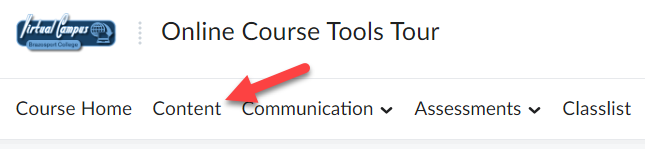 Virtual Campus
Brazosport College
Online Course Tools Tour
Course Home Content Communication Assessments Classlist